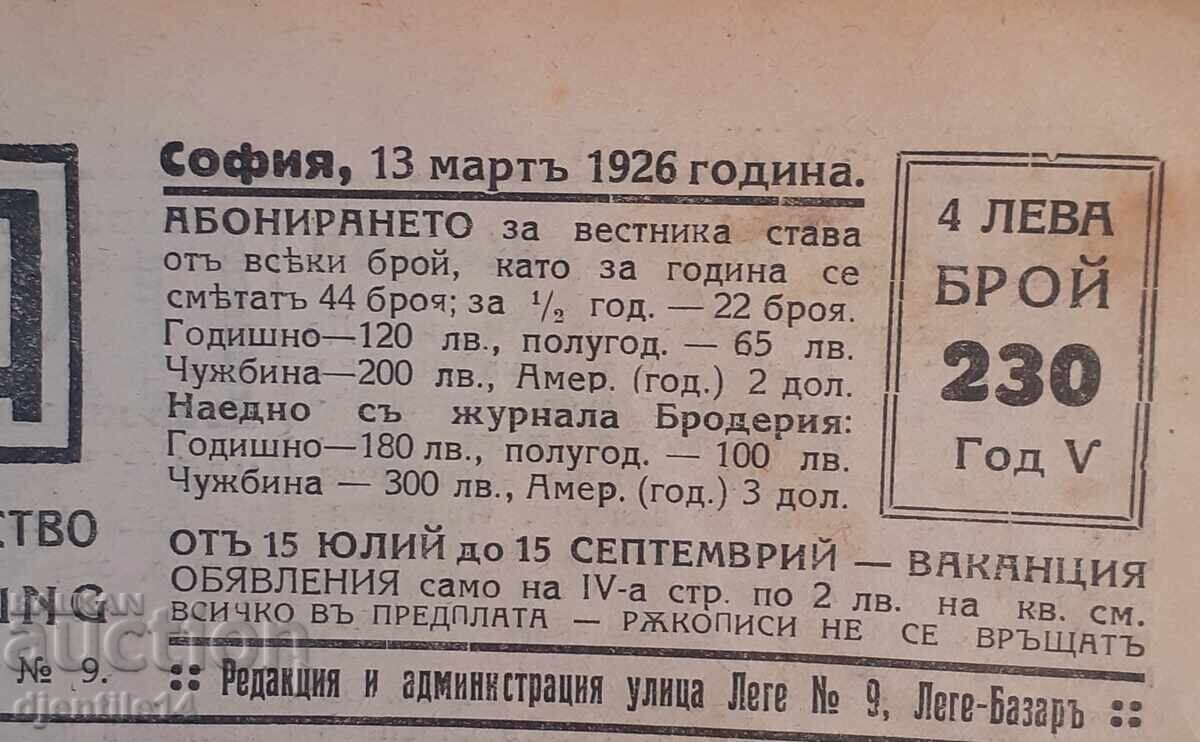 София, 13 мартъ 1926 година.
АБОНИРАНЕТО за вестника става
отъ всѣки брой, като за година се
смѣтатъ 44 броя; за 1/2 год. — 22 броя.
Годишно—120 лв., полугод. — 65 лв.
Чужбина—200 лв., Амер. (год.) 2 дол.
Наедно съ журнала Бродерия:
Годишно—180 лв., полугод. — 100 лв.
Чужбина — 300 лв., Амер. (год.) 3 дол.
4 ЛЕВА
БРОЙ
230
Год V
ОТЪ 15 ЮЛИЙ до 15 СЕПТЕМВРИЙ — ВАКАНЦИЯ
ОБЯВЛЕНИЯ само на IV-а стр. по 2 лв. на кв. см.
ВСИЧКО ВЪ ПРЕДПЛАТА — РѪКОПИСИ НЕ СЕ ВРЪЩАТЪ
:: Редакция и администрация улица Леге № 9, Леге-Базаръ ::
А
СТВО
ING
№ 9.
BALKAN
auction
djentile14